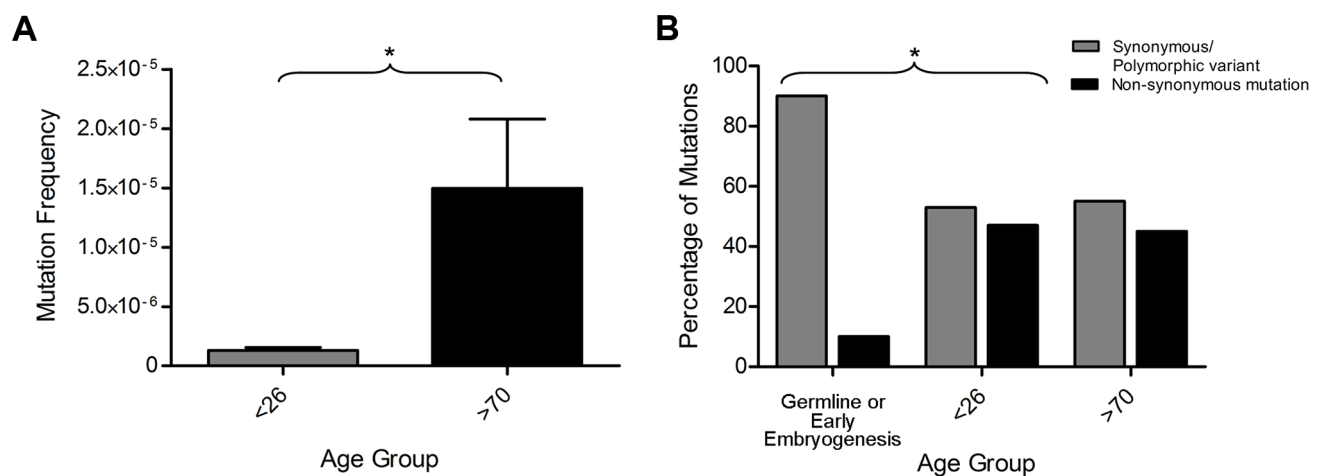 A
*
2.5×10⁻⁵
2.0×10⁻⁵
1.5×10⁻⁵
1.0×10⁻⁵
5.0×10⁻⁶
0
Mutation Frequency
<26
>70
Age Group
B
*
Synonymous/
Polymorphic variant
Non-synonymous mutation
100
80
60
40
20
0
Percentage of Mutations
Germline or
Early
Embryogenesis
<26
>70
Age Group